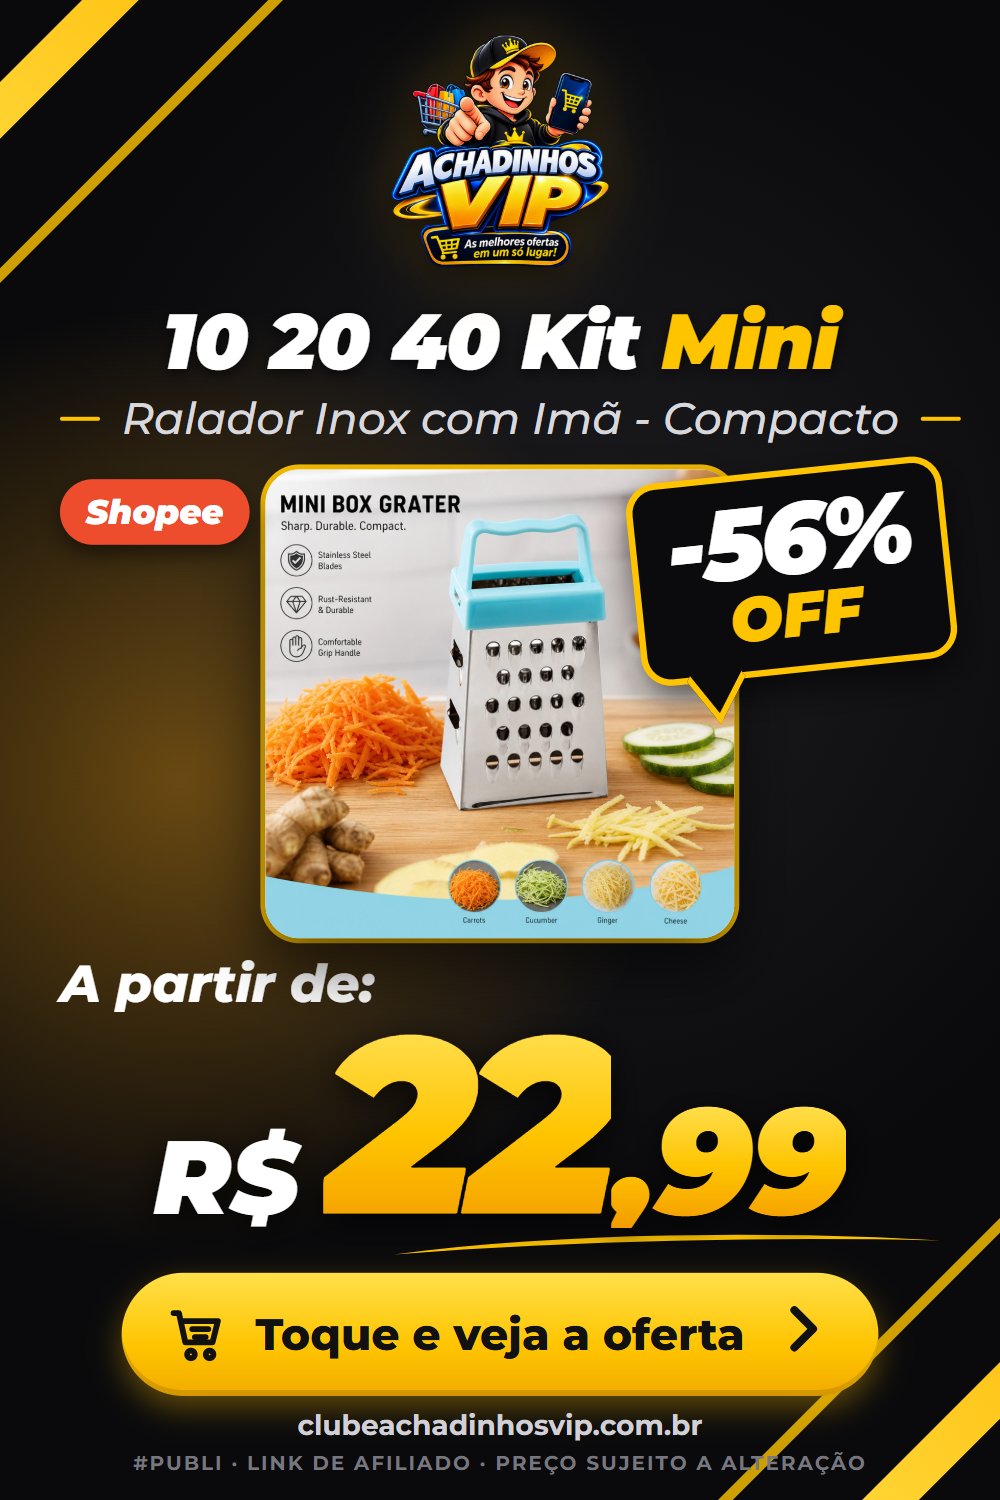 ACHADINHOS
VIP
As melhores ofertas
em um só lugar!
10 20 40 Kit Mini
Ralador Inox com Imã - Compacto
Shopee
MINI BOX GRATER
Sharp. Durable. Compact.
Stainless Steel
Blades
Rust-Resistant
& Durable
Comfortable
Grip Handle
-56%
OFF
Carrots
Cucumber
Ginger
Cheese
A partir de:
R$ 22,99
Toque e veja a oferta
clubeachadinhosvip.com.br
#PUBLI · LINK DE AFILIADO · PREÇO SUJEITO A ALTERAÇÃO